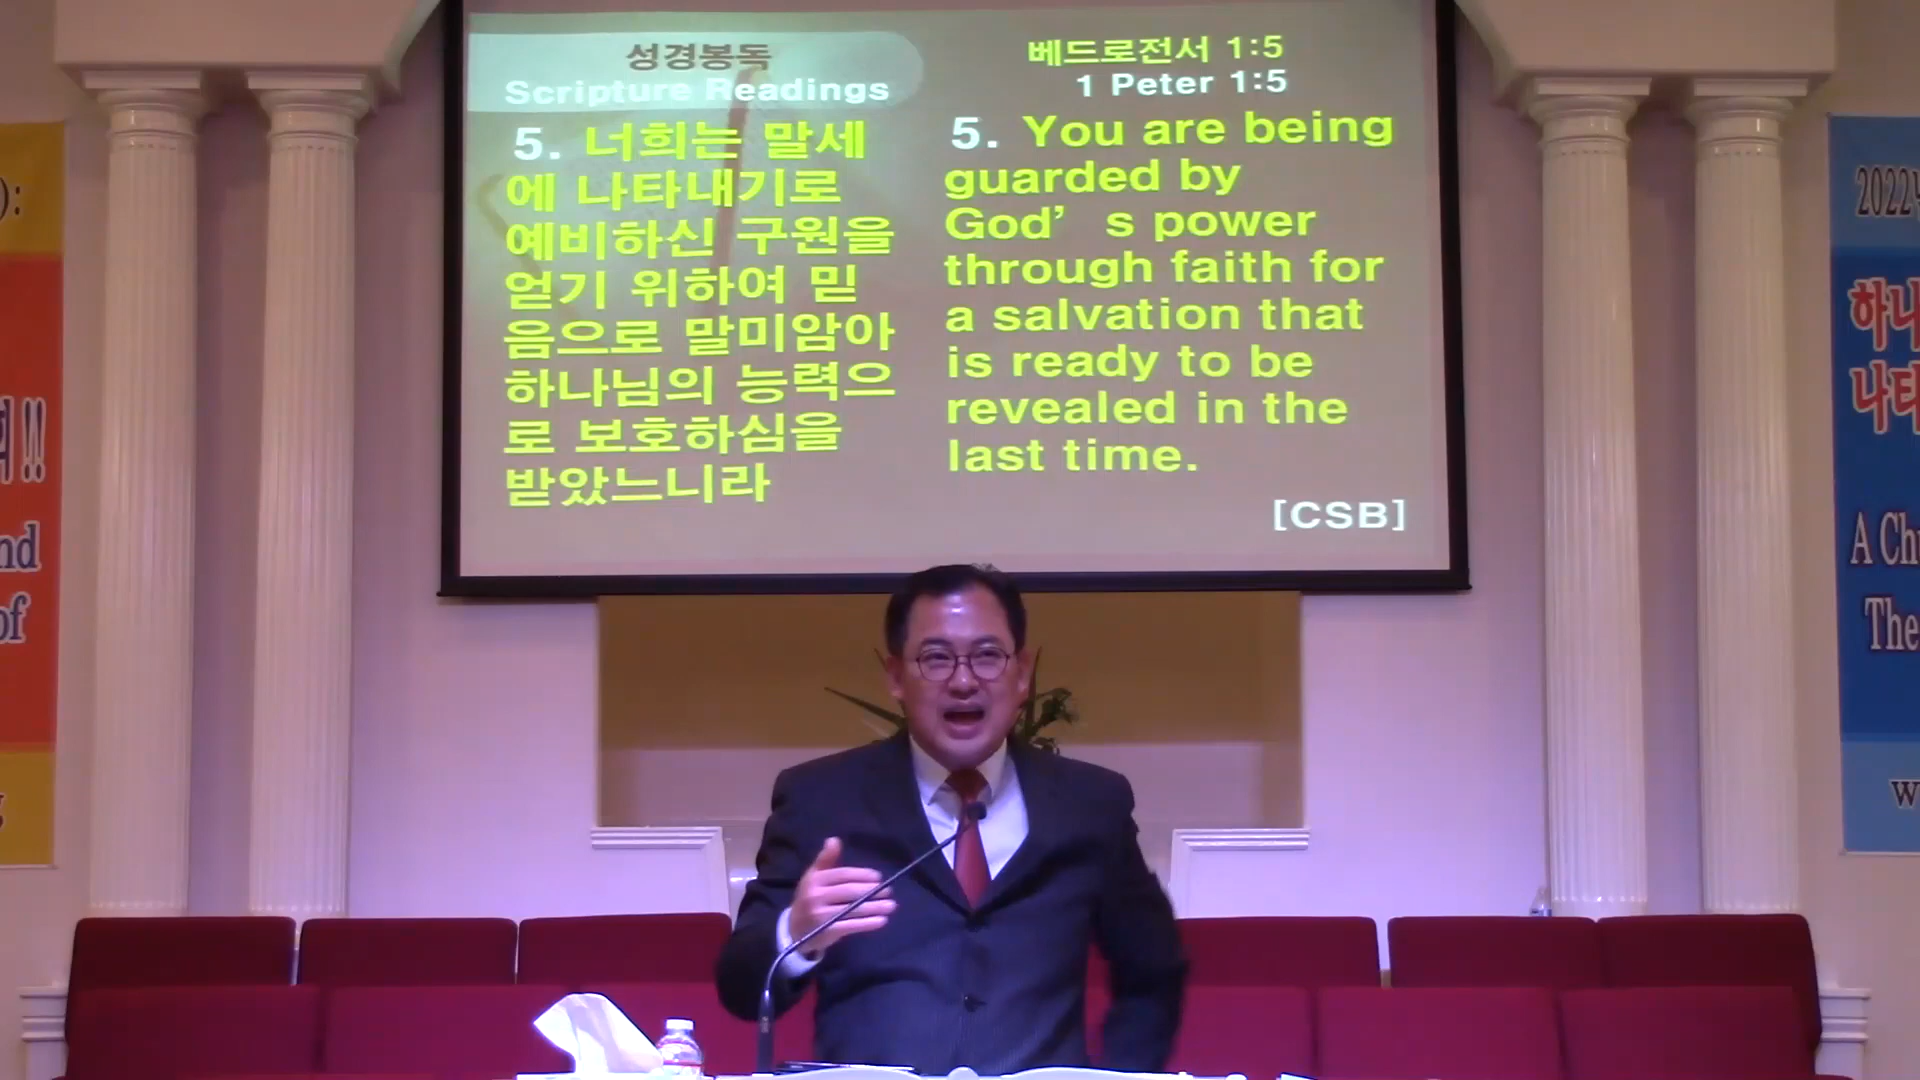 성경봉독
Scripture Readings
5. 너희는 말세
에 나타내기로
예비하신 구원을
얻기 위하여 믿
음으로 말미암아
하나님의 능력으
로 보호하심을
받았느니라
베드로전서 1:5
1 Peter 1:5
5. You are being
guarded by
God’ s power
through faith for
a salvation that
is ready to be
revealed in the
last time.
[CSB]
):
!!
nd
of
2022
하나
나타
A Ch
The